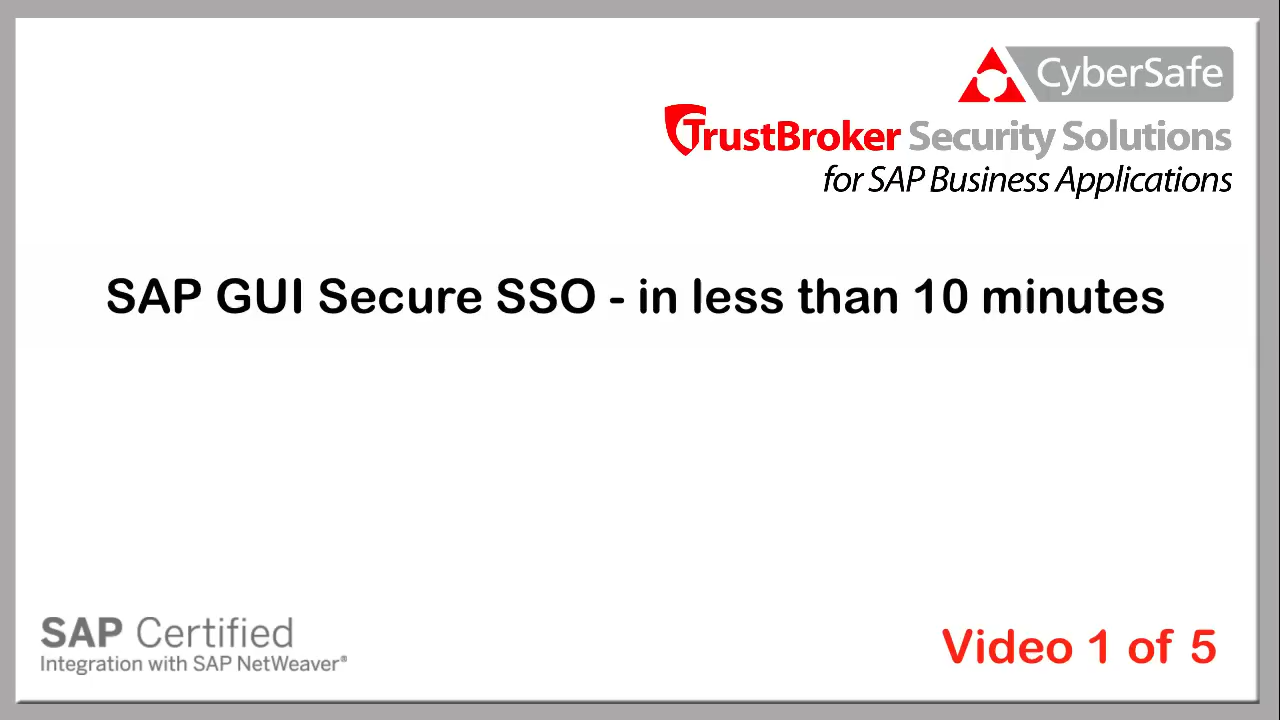 CyberSafe
TrustBroker Security Solutions
for SAP Business Applications
SAP GUI Secure SSO - in less than 10 minutes
SAP Certified
Integration with SAP NetWeaver®
Video 1 of 5